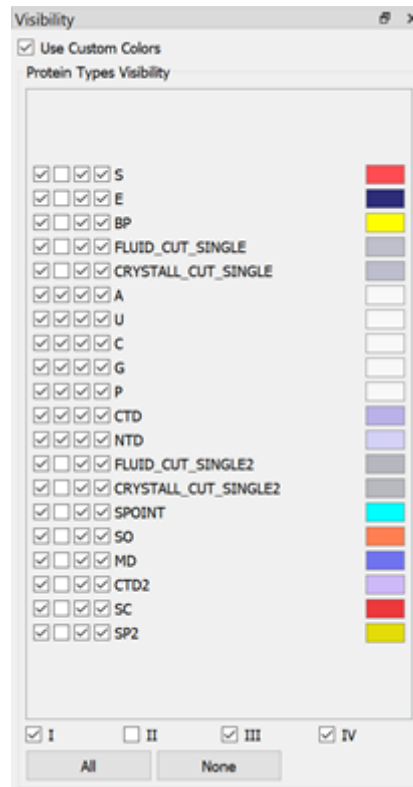 Visibility
Use Custom Colors
Protein Types Visibility
S
E
BP
FLUID_CUT_SINGLE
CRYSTALL_CUT_SINGLE
A
U
C
G
P
CTD
NTD
FLUID_CUT_SINGLE2
CRYSTALL_CUT_SINGLE2
SPOINT
SO
MD
CTD2
SC
SP2
I II III IV
All None